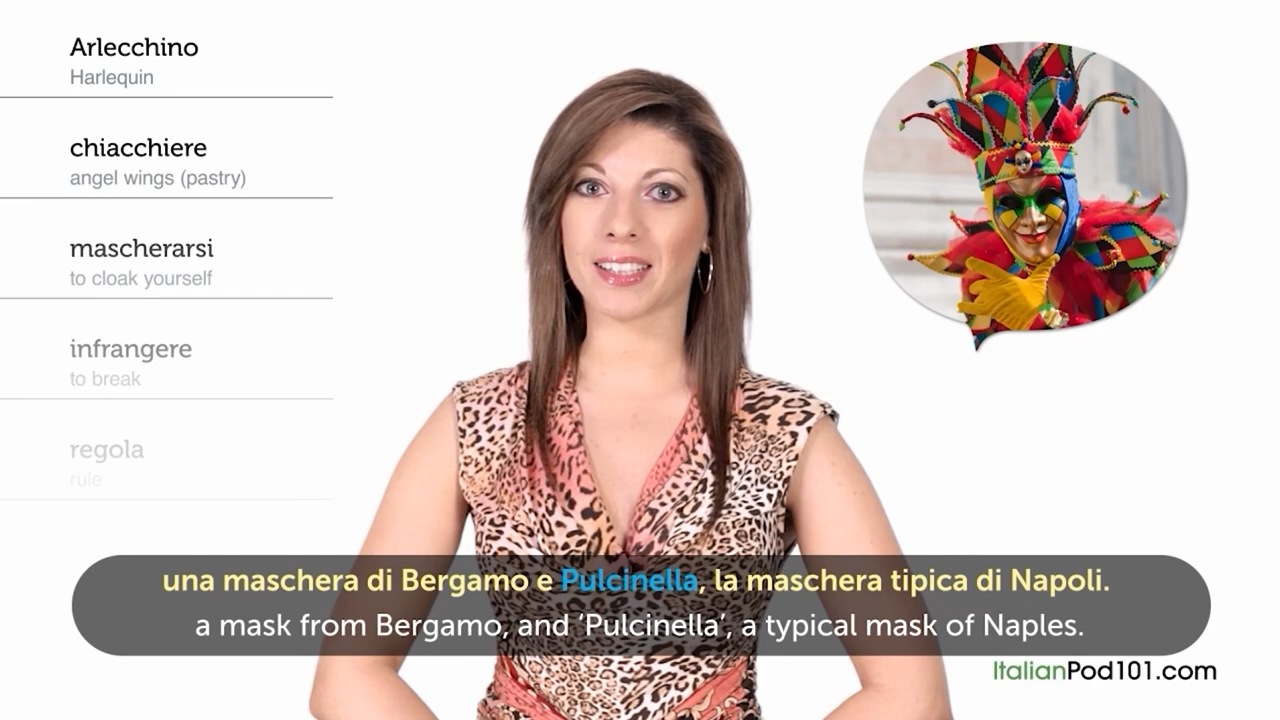 Arlecchino
Harlequin
chiacchiere
angel wings (pastry)
mascherarsi
to cloak yourself
infrangere
to break
regola
rule
una maschera di Bergamo e Pulcinella, la maschera tipica di Napoli.
a mask from Bergamo, and ‘Pulcinella’, a typical mask of Naples.
ItalianPod101.com